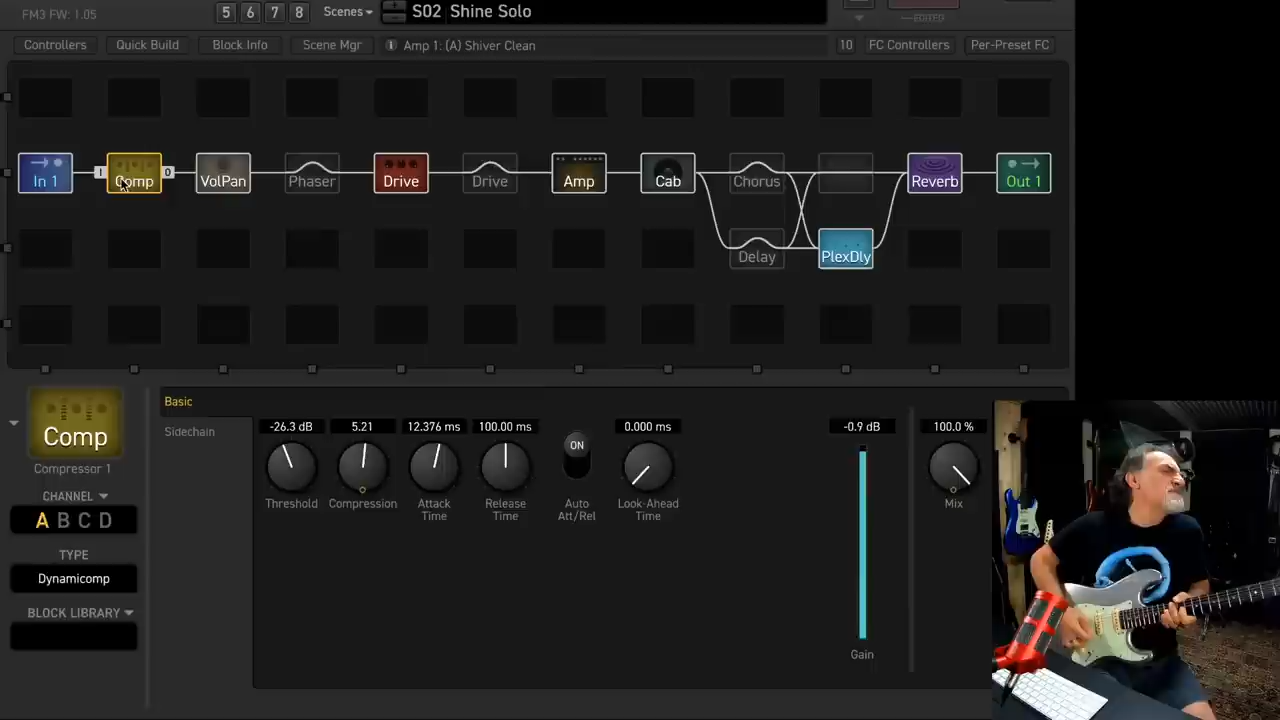 FM3 FW: 1.05
5 6 7 8
Scenes
S02 Shine Solo
EDITED
Controllers
Quick Build
Block Info
Scene Mgr
Amp 1: (A) Shiver Clean
10
FC Controllers
Per-Preset FC
In 1
I
Comp
O
VolPan
Phaser
Drive
Drive
Amp
Cab
Chorus
Reverb
Out 1
Delay
PlexDly
Comp
Compressor 1
CHANNEL
A B C D
TYPE
Dynamicomp
BLOCK LIBRARY
Basic
Sidechain
-26.3 dB
5.21
12.376 ms
100.00 ms
ON
0.000 ms
-0.9 dB
100.0 %
Threshold
Compression
Attack
Time
Release
Time
Auto
Att/Rel
Look-Ahead
Time
Gain
Mix